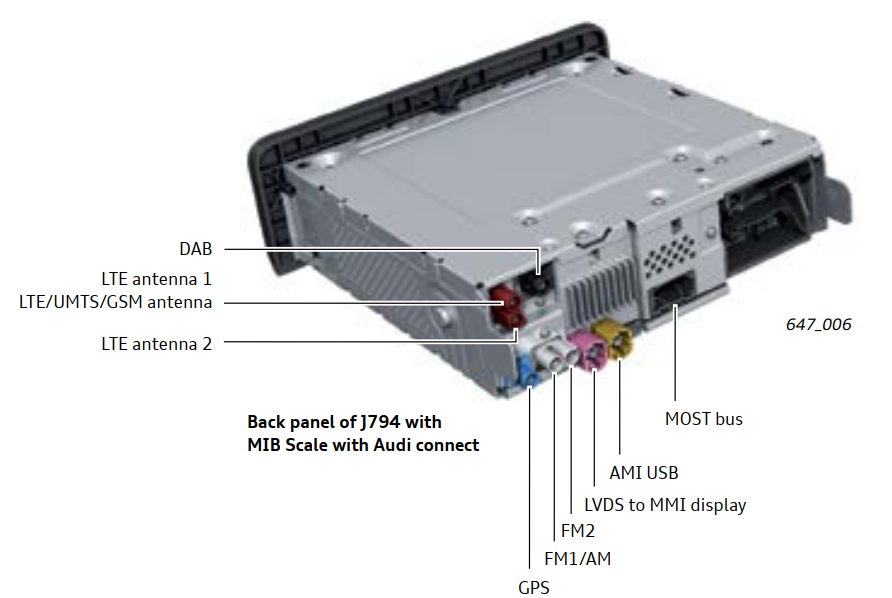 DAB
LTE antenna 1
LTE/UMTS/GSM antenna
LTE antenna 2
647_006
Back panel of J794 with
MIB Scale with Audi connect
MOST bus
AMI USB
LVDS to MMI display
FM2
FM1/AM
GPS